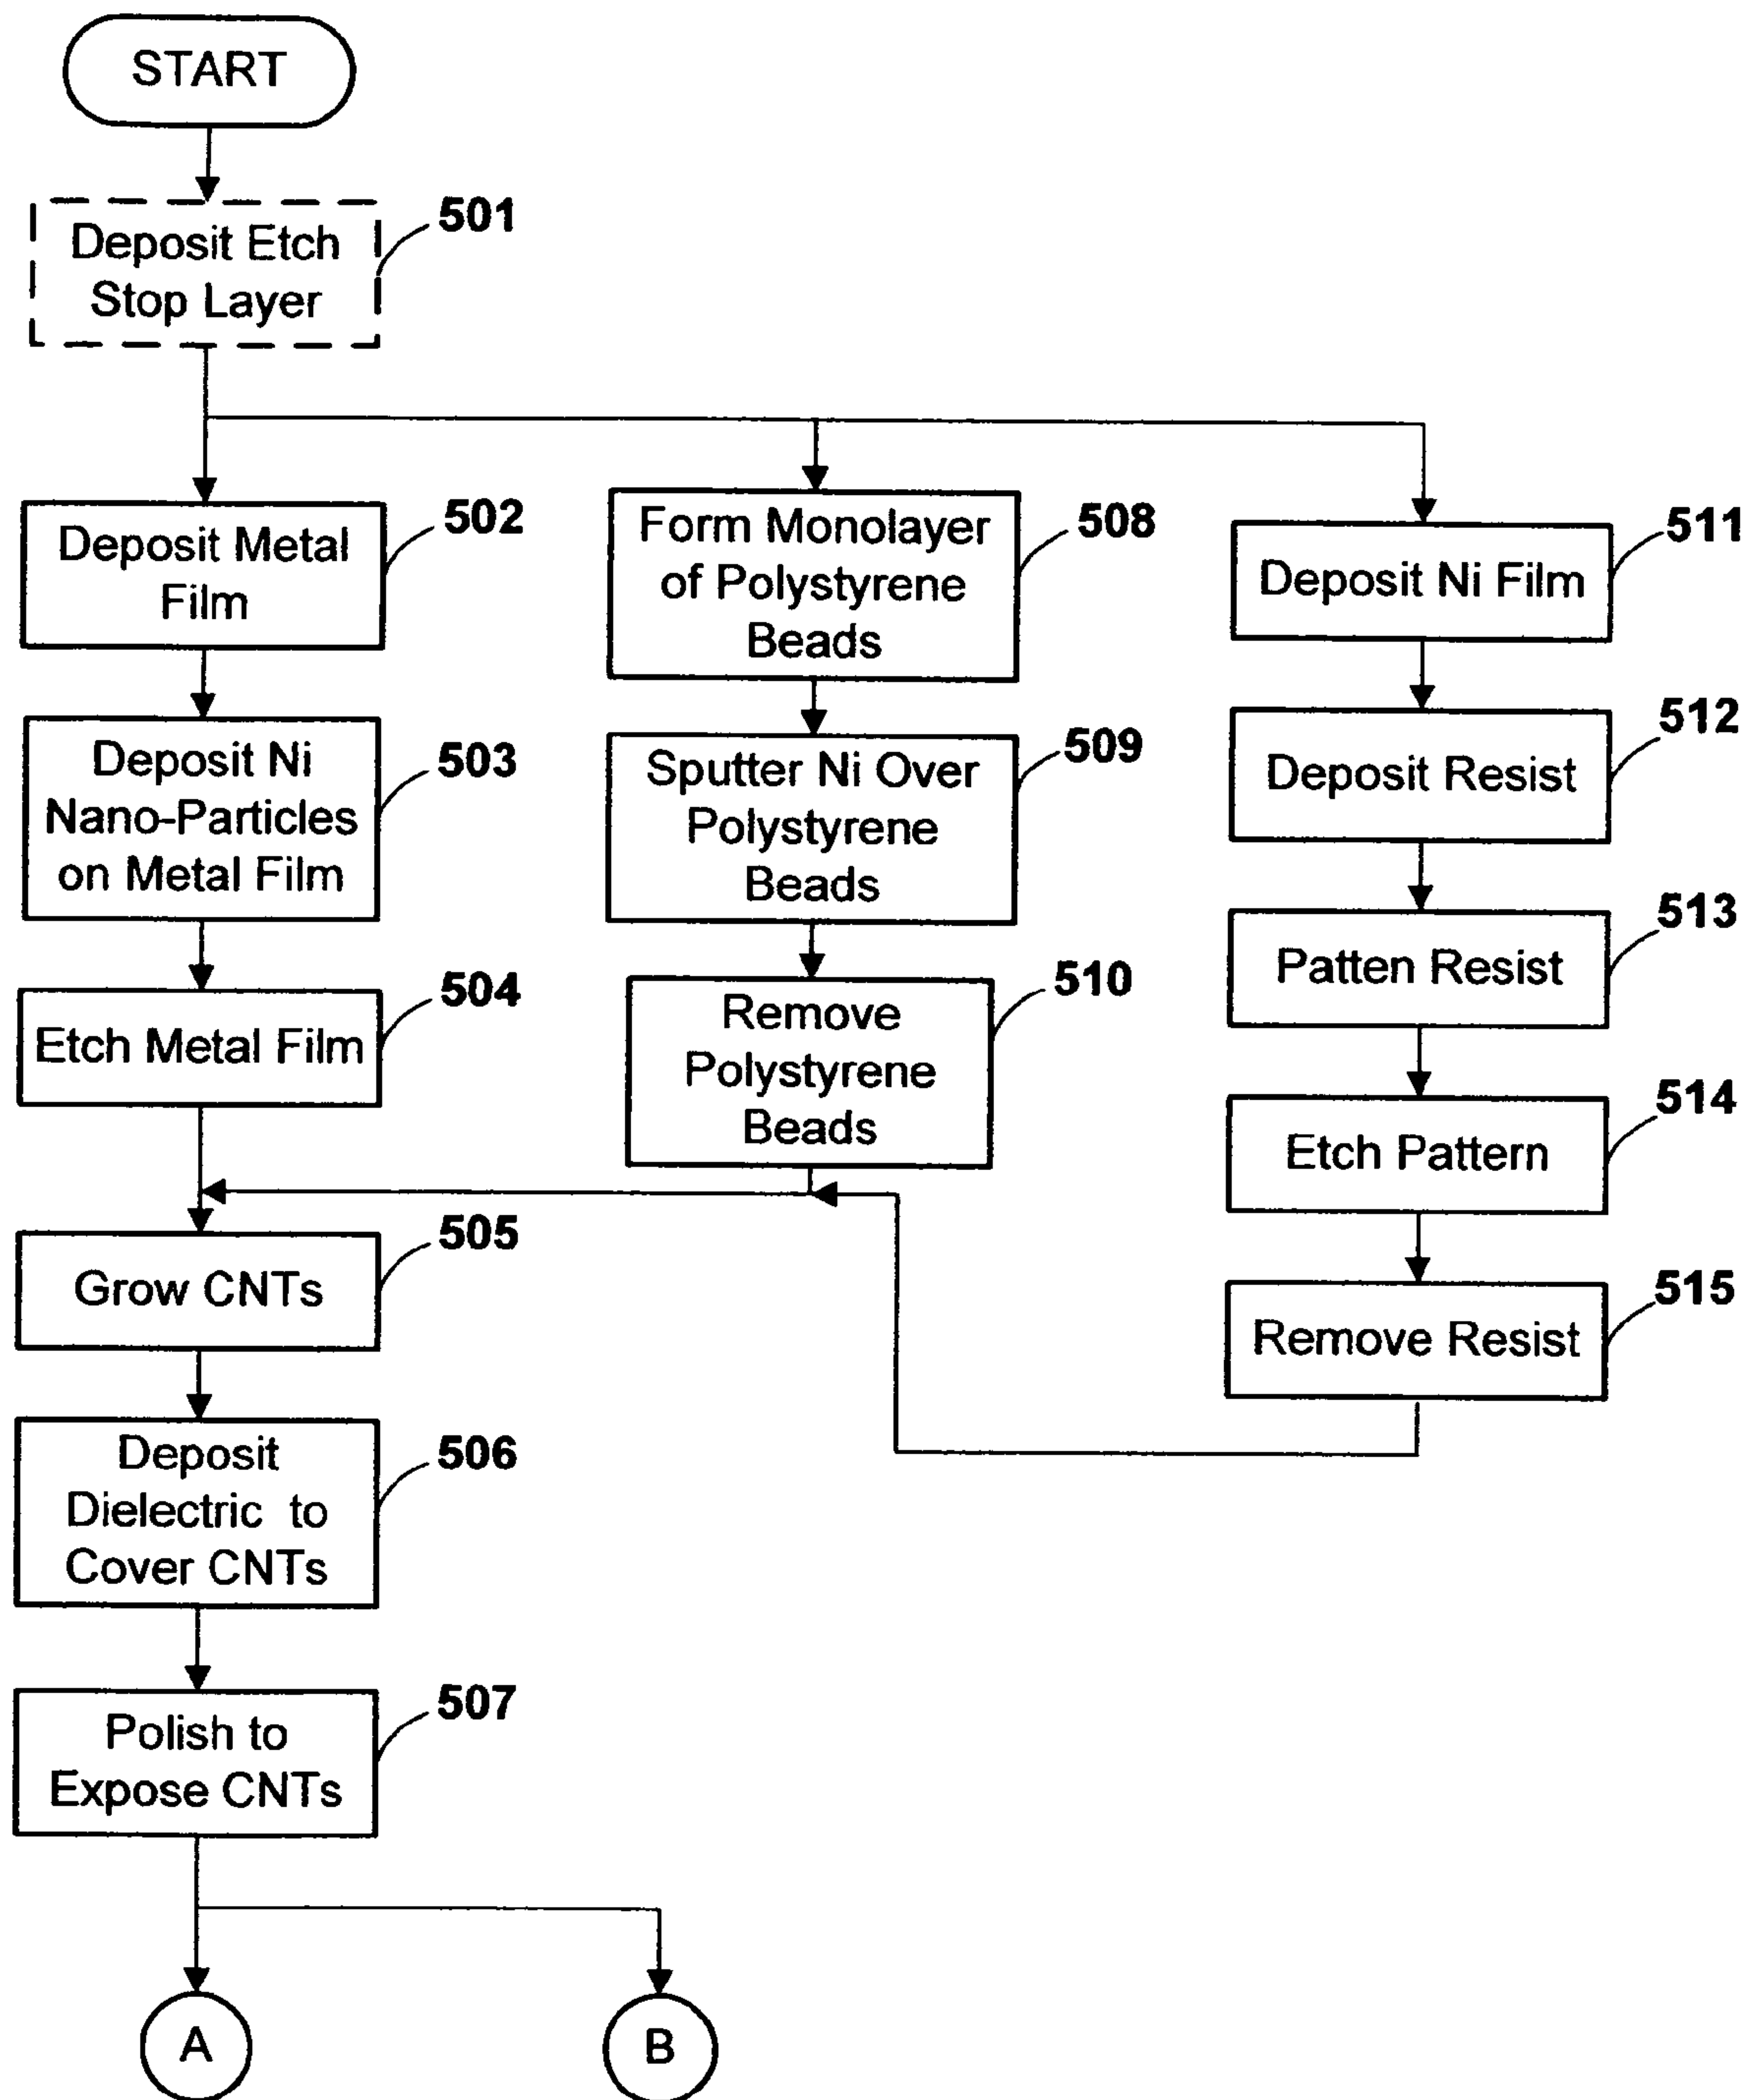 START
Deposit Etch
Stop Layer
501
Deposit Metal
Film
502
Deposit Ni
Nano-Particles
on Metal Film
503
Etch Metal Film
504
Grow CNTs
505
Deposit
Dielectric to
Cover CNTs
506
Polish to
Expose CNTs
507
Form Monolayer
of Polystyrene
Beads
508
Sputter Ni Over
Polystyrene
Beads
509
Remove
Polystyrene
Beads
510
Deposit Ni Film
511
Deposit Resist
512
Patten Resist
513
Etch Pattern
514
Remove Resist
515
A
B